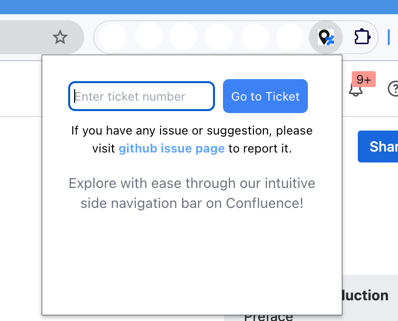 Enter ticket number
Go to Ticket
9+
If you have any issue or suggestion, please
visit github issue page to report it.
Shar
Explore with ease through our intuitive
side navigation bar on Confluence!
luction
Preface